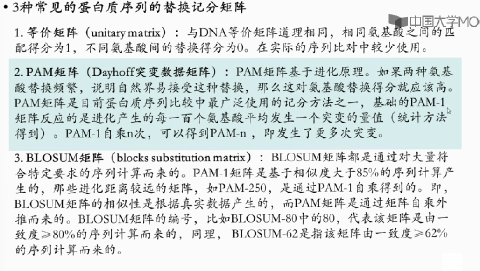 • 3种常见的蛋白质序列的替换记分矩阵
中国大学MO
1. 等价矩阵（unitary matrix）：与DNA等价矩阵道理相同，相同氨基酸之间的匹
配得分为1，不同氨基酸间的替换得分为0。在实际的序列比对中较少使用。
2. PAM矩阵（Dayhoff突变数据矩阵）：PAM矩阵基于进化原理。如果两种氨基
酸替换频繁，说明自然界易接受这种替换，那么这对氨基酸替换得分就应该高。
PAM矩阵是目前蛋白质序列比较中最广泛使用的记分方法之一，基础的PAM-1
矩阵反应的是进化产生的每一百个氨基酸平均发生一个突变的量值（统计方法
得到）。PAM-1自乘n次，可以得到PAM-n，即发生了更多次突变。
3. BLOSUM矩阵（blocks substitution matrix）：BLOSUM矩阵都是通过对大量符
合特定要求的序列计算而来的。PAM-1矩阵是基于相似度大于85%的序列计算产
生的，那些进化距离较远的矩阵，如PAM-250，是通过PAM-1自乘得到的。即，
BLOSUM矩阵的相似性是根据真实数据产生的，而PAM矩阵是通过矩阵自乘外
推而来的。BLOSUM矩阵的编号，比如BLOSUM-80中的80，代表该矩阵是由一
致度≥80%的序列计算而来的，同理， BLOSUM-62是指该矩阵由一致度≥62%
的序列计算而来的。